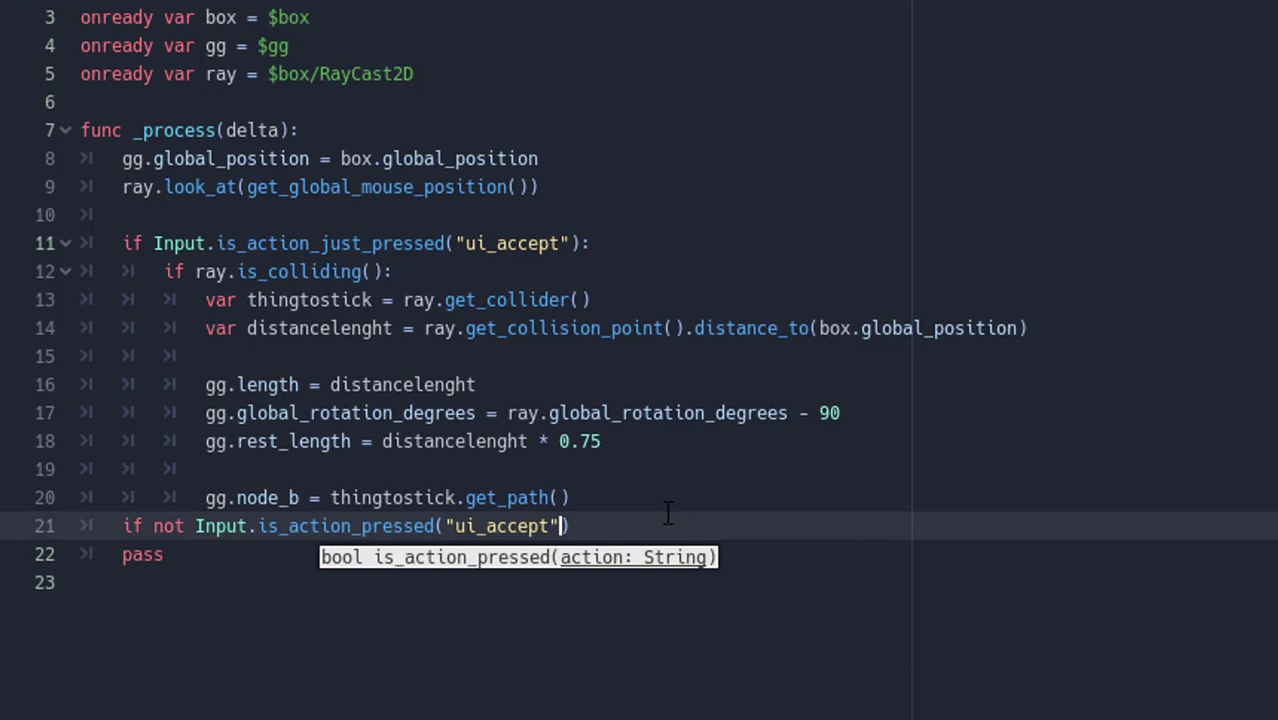 3 onready var box = $box
4 onready var gg = $gg
5 onready var ray = $box/RayCast2D
6
7 func _process(delta):
8 gg.global_position = box.global_position
9 ray.look_at(get_global_mouse_position())
10
11 if Input.is_action_just_pressed("ui_accept"):
12 if ray.is_colliding():
13 var thingtostick = ray.get_collider()
14 var distancelenght = ray.get_collision_point().distance_to(box.global_position)
15
16 gg.length = distancelenght
17 gg.global_rotation_degrees = ray.global_rotation_degrees - 90
18 gg.rest_length = distancelenght * 0.75
19
20 gg.node_b = thingtostick.get_path()
21 if not Input.is_action_pressed("ui_accept")
22 pass
bool is_action_pressed(action: String)
23